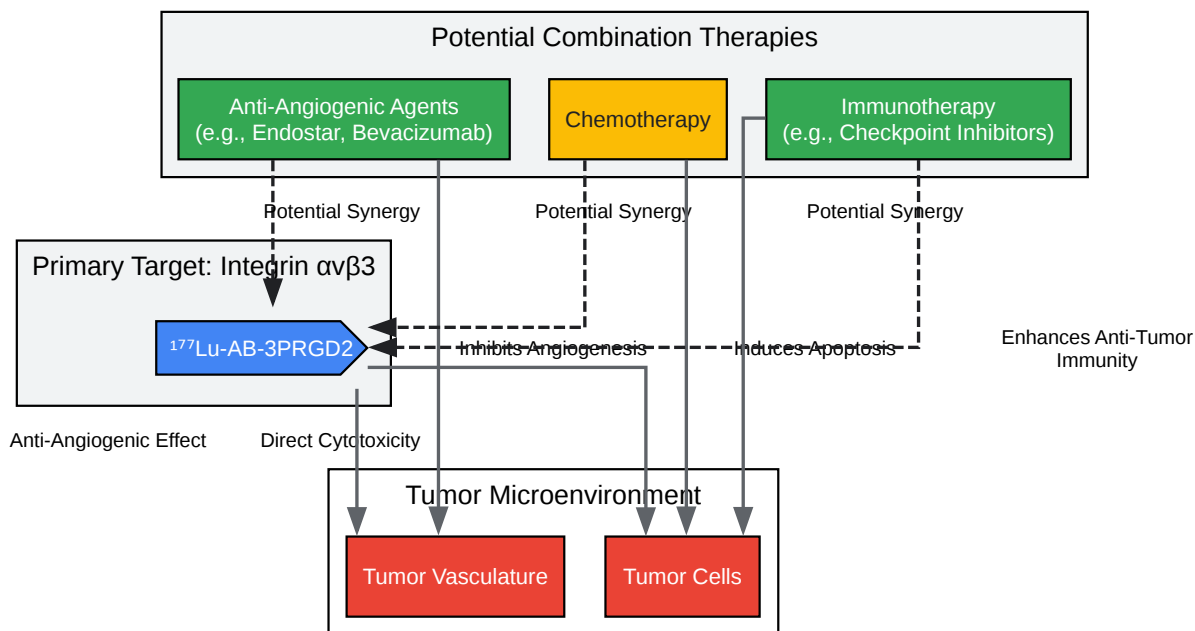 Potential Combination Therapies
Anti-Angiogenic Agents
(e.g., Endostar, Bevacizumab)
Chemotherapy
Immunotherapy
(e.g., Checkpoint Inhibitors)
Potential Synergy
Potential Synergy
Potential Synergy
Primary Target: Integrin αvβ3
¹⁷⁷Lu-AB-3PRGD2
Inhibits Angiogenesis
Induces Apoptosis
Enhances Anti-Tumor
Immunity
Anti-Angiogenic Effect
Direct Cytotoxicity
Tumor Microenvironment
Tumor Vasculature
Tumor Cells